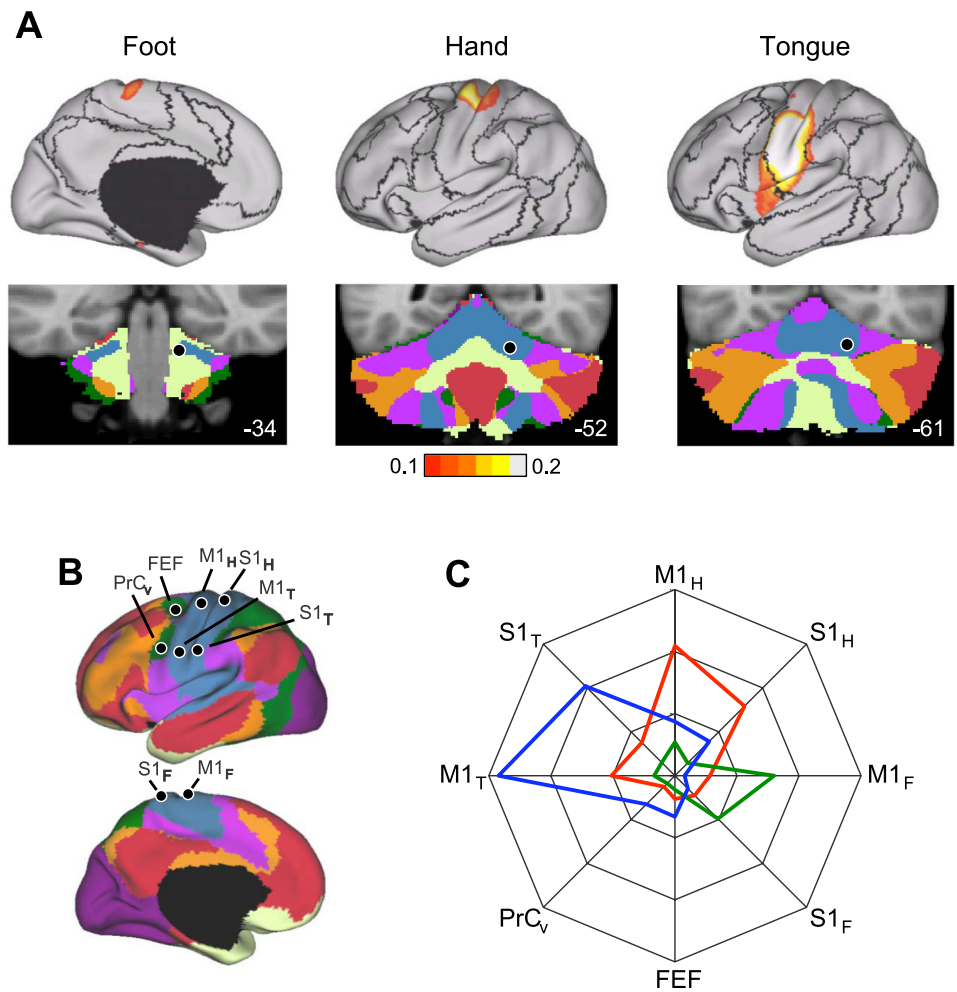 A
Foot
Hand
Tongue
-34
-52
-61
0.1
0.2
B
FEF
M1H
S1H
PrCv
M1T
S1T
S1F
M1F
C
M1H
S1T
S1H
M1T
M1F
PrCv
S1F
FEF